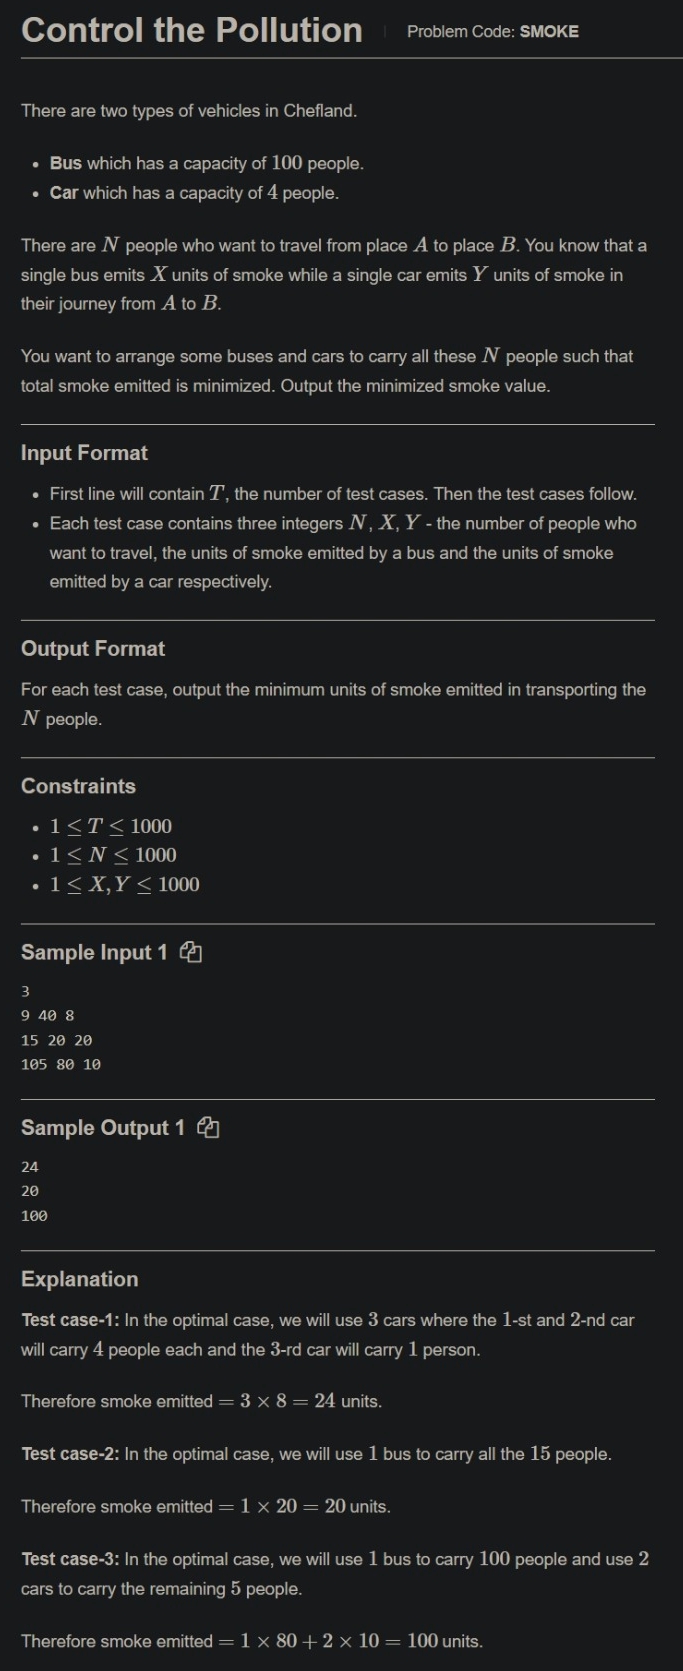 Control the Pollution | Problem Code: SMOKE
There are two types of vehicles in Chefland.
• Bus which has a capacity of 100 people.
• Car which has a capacity of 4 people.
There are N people who want to travel from place A to place B. You know that a
single bus emits X units of smoke while a single car emits Y units of smoke in
their journey from A to B.
You want to arrange some buses and cars to carry all these N people such that
total smoke emitted is minimized. Output the minimized smoke value.
Input Format
• First line will contain T, the number of test cases. Then the test cases follow.
• Each test case contains three integers N, X, Y - the number of people who
want to travel, the units of smoke emitted by a bus and the units of smoke
emitted by a car respectively.
Output Format
For each test case, output the minimum units of smoke emitted in transporting the
N people.
Constraints
• 1 ≤ T ≤ 1000
• 1 ≤ N ≤ 1000
• 1 ≤ X, Y ≤ 1000
Sample Input 1
3
9 40 8
15 20 20
105 80 10
Sample Output 1
24
20
100
Explanation
Test case-1: In the optimal case, we will use 3 cars where the 1-st and 2-nd car
will carry 4 people each and the 3-rd car will carry 1 person.
Therefore smoke emitted = 3 × 8 = 24 units.
Test case-2: In the optimal case, we will use 1 bus to carry all the 15 people.
Therefore smoke emitted = 1 × 20 = 20 units.
Test case-3: In the optimal case, we will use 1 bus to carry 100 people and use 2
cars to carry the remaining 5 people.
Therefore smoke emitted = 1 × 80 + 2 × 10 = 100 units.